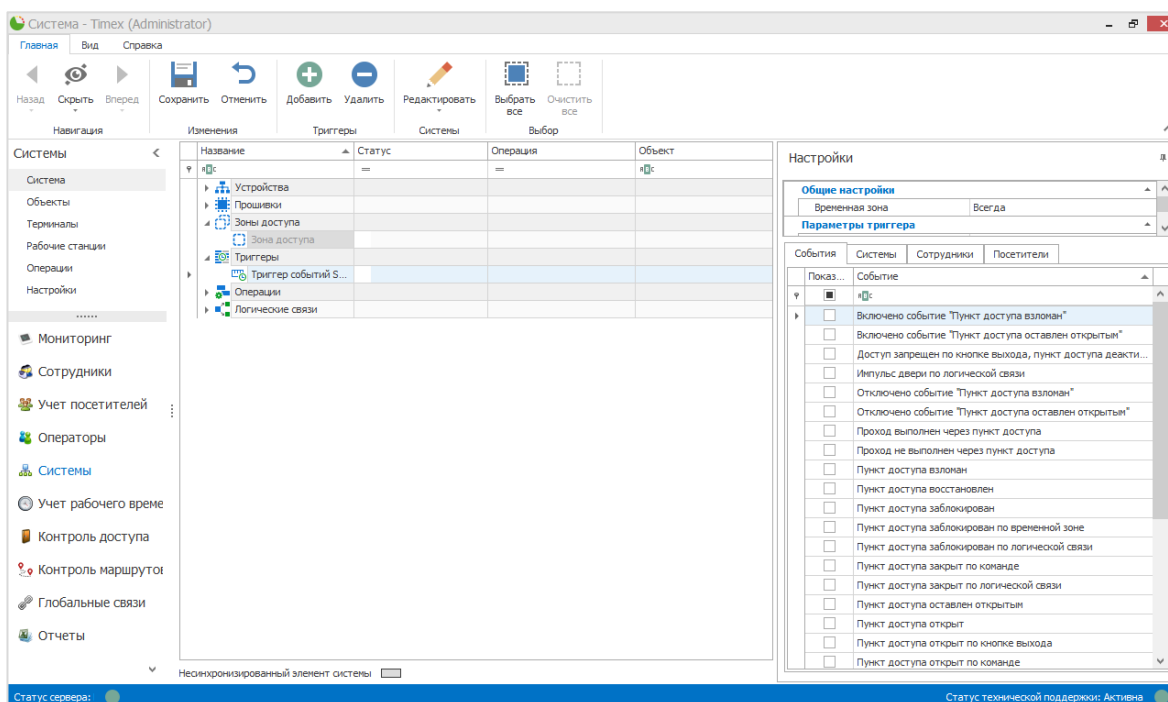 Система - Timex (Administrator)
Главная Вид Справка
Назад Скрыть Вперед Сохранить Отменить Добавить Удалить Редактировать Выбрать все Очистить все
Навигация Изменения Триггеры Системы Выбор
Системы
Система
Объекты
Терминалы
Рабочие станции
Операции
Настройки
Мониторинг
Сотрудники
Учет посетителей
Операторы
Системы
Учет рабочего време
Контроль доступа
Контроль маршрутов
Глобальные связи
Отчеты
Название Статус Операция Объект
Устройства
Прошивки
Зоны доступа
Зона доступа
Триггеры
Триггер событий S...
Операции
Логические связи
Несинхронизированный элемент системы
Настройки
Общие настройки
Временная зона Всегда
Параметры триггера
События Системы Сотрудники Посетители
Показ... Событие
Включено событие "Пункт доступа взломан"
Включено событие "Пункт доступа оставлен открытым"
Доступ запрещен по кнопке выхода, пункт доступа деакти...
Импульс двери по логической связи
Отключено событие "Пункт доступа взломан"
Отключено событие "Пункт доступа оставлен открытым"
Проход выполнен через пункт доступа
Проход не выполнен через пункт доступа
Пункт доступа взломан
Пункт доступа восстановлен
Пункт доступа заблокирован
Пункт доступа заблокирован по временной зоне
Пункт доступа заблокирован по логической связи
Пункт доступа закрыт по команде
Пункт доступа закрыт по логической связи
Пункт доступа оставлен открытым
Пункт доступа открыт
Пункт доступа открыт по кнопке выхода
Пункт доступа открыт по команде
Статус сервера: Статус технической поддержки: Активна